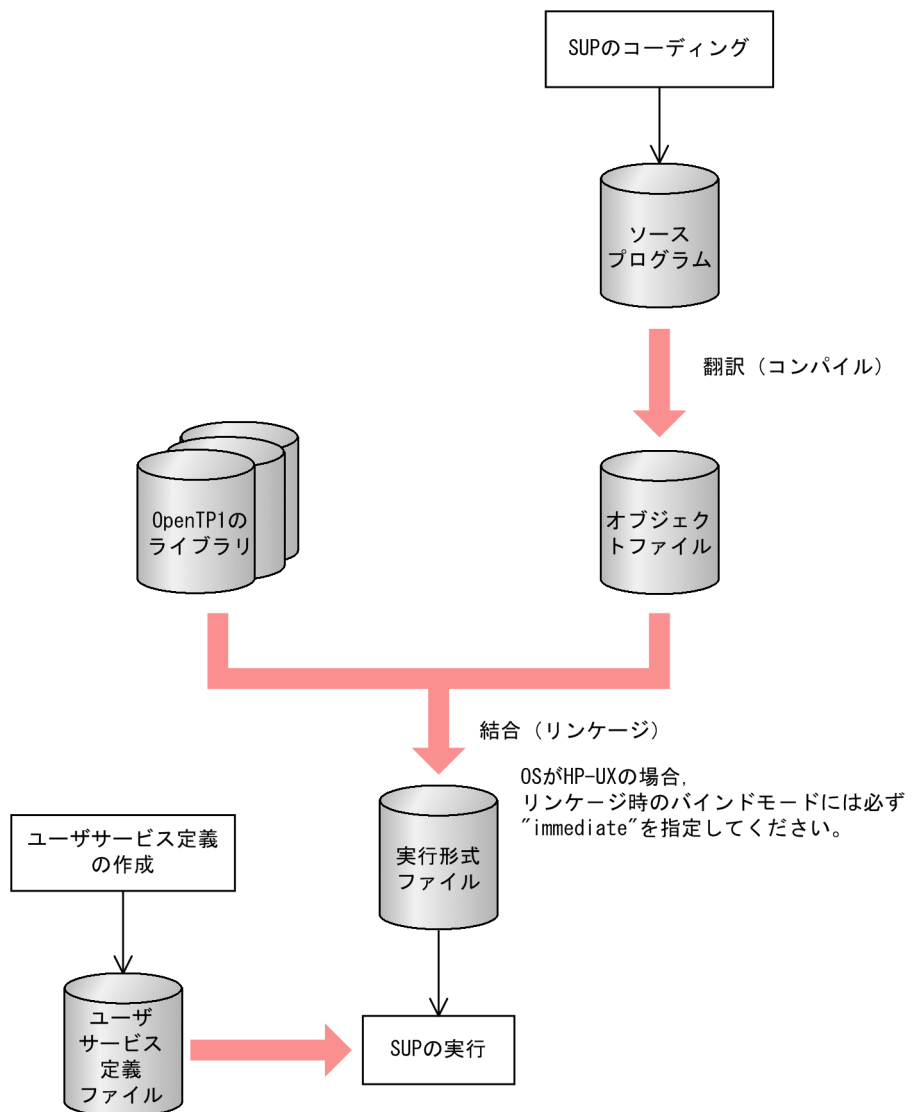 SUPのコーディング
ソース
プログラム
翻訳（コンパイル）
OpenTP1の
ライブラリ
オブジェク
トファイル
結合（リンケージ）
OSがHP-UXの場合，
リンケージ時のバインドモードには必ず
"immediate"を指定してください。
ユーザサービス定義
の作成
実行形式
ファイル
ユーザ
サービス
定義
ファイル
SUPの実行